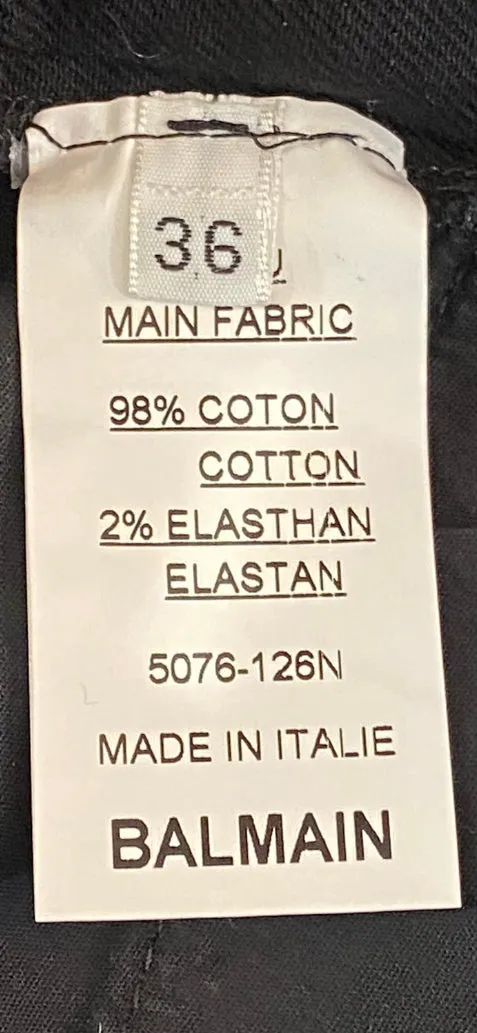 36
MAIN FABRIC
98% COTON
COTTON
2% ELASTHAN
ELASTAN
5076-126N
MADE IN ITALIE
BALMAIN